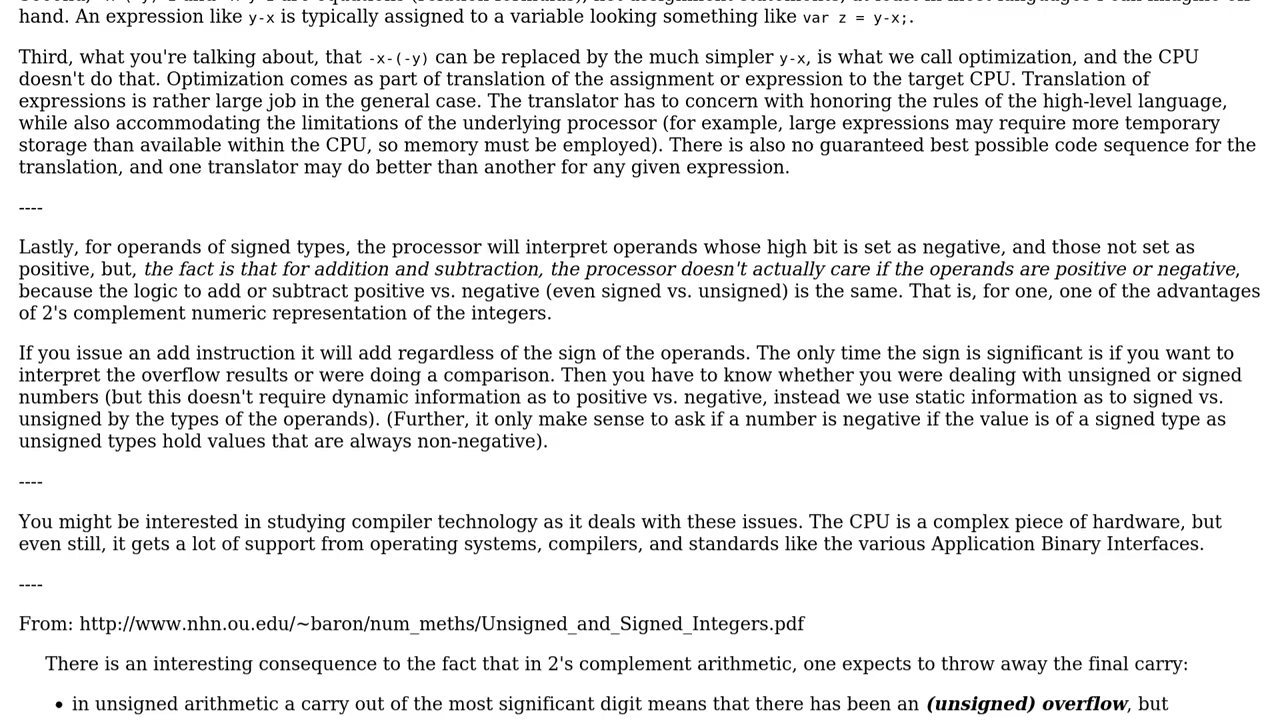 hand. An expression like y-x is typically assigned to a variable looking something like var z = y-x;.
Third, what you're talking about, that -x-(-y) can be replaced by the much simpler y-x, is what we call optimization, and the CPU
doesn't do that. Optimization comes as part of translation of the assignment or expression to the target CPU. Translation of
expressions is rather large job in the general case. The translator has to concern with honoring the rules of the high-level language,
while also accommodating the limitations of the underlying processor (for example, large expressions may require more temporary
storage than available within the CPU, so memory must be employed). There is also no guaranteed best possible code sequence for the
translation, and one translator may do better than another for any given expression.
----
Lastly, for operands of signed types, the processor will interpret operands whose high bit is set as negative, and those not set as
positive, but, the fact is that for addition and subtraction, the processor doesn't actually care if the operands are positive or negative,
because the logic to add or subtract positive vs. negative (even signed vs. unsigned) is the same. That is, for one, one of the advantages
of 2's complement numeric representation of the integers.
If you issue an add instruction it will add regardless of the sign of the operands. The only time the sign is significant is if you want to
interpret the overflow results or were doing a comparison. Then you have to know whether you were dealing with unsigned or signed
numbers (but this doesn't require dynamic information as to positive vs. negative, instead we use static information as to signed vs.
unsigned by the types of the operands). (Further, it only make sense to ask if a number is negative if the value is of a signed type as
unsigned types hold values that are always non-negative).
----
You might be interested in studying compiler technology as it deals with these issues. The CPU is a complex piece of hardware, but
even still, it gets a lot of support from operating systems, compilers, and standards like the various Application Binary Interfaces.
----
From: http://www.nhn.ou.edu/~baron/num_meths/Unsigned_and_Signed_Integers.pdf
There is an interesting consequence to the fact that in 2's complement arithmetic, one expects to throw away the final carry:
• in unsigned arithmetic a carry out of the most significant digit means that there has been an (unsigned) overflow, but